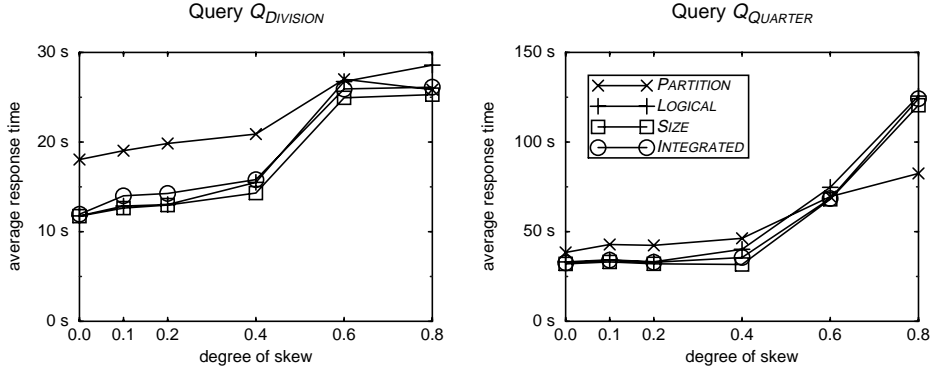 Query QDIVISION
30 s
20 s
10 s
0 s
average response time
0.0 0.1 0.2 0.4 0.6 0.8
degree of skew
Query QQUARTER
150 s
100 s
50 s
0 s
average response time
PARTITION
LOGICAL
SIZE
INTEGRATED
0.0 0.1 0.2 0.4 0.6 0.8
degree of skew